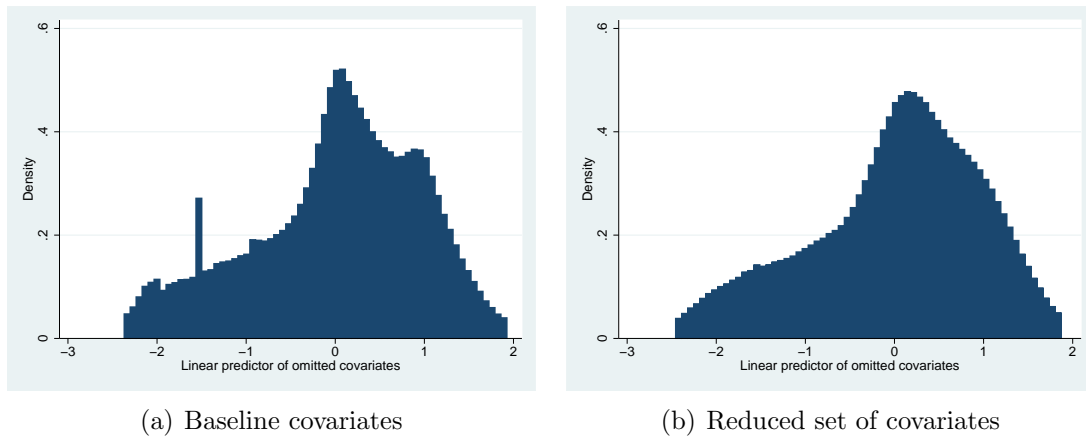 .6
.4
.2
0
Density
−3 −2 −1 0 1 2
Linear predictor of omitted covariates
(a) Baseline covariates
.6
.4
.2
0
Density
−3 −2 −1 0 1 2
Linear predictor of omitted covariates
(b) Reduced set of covariates